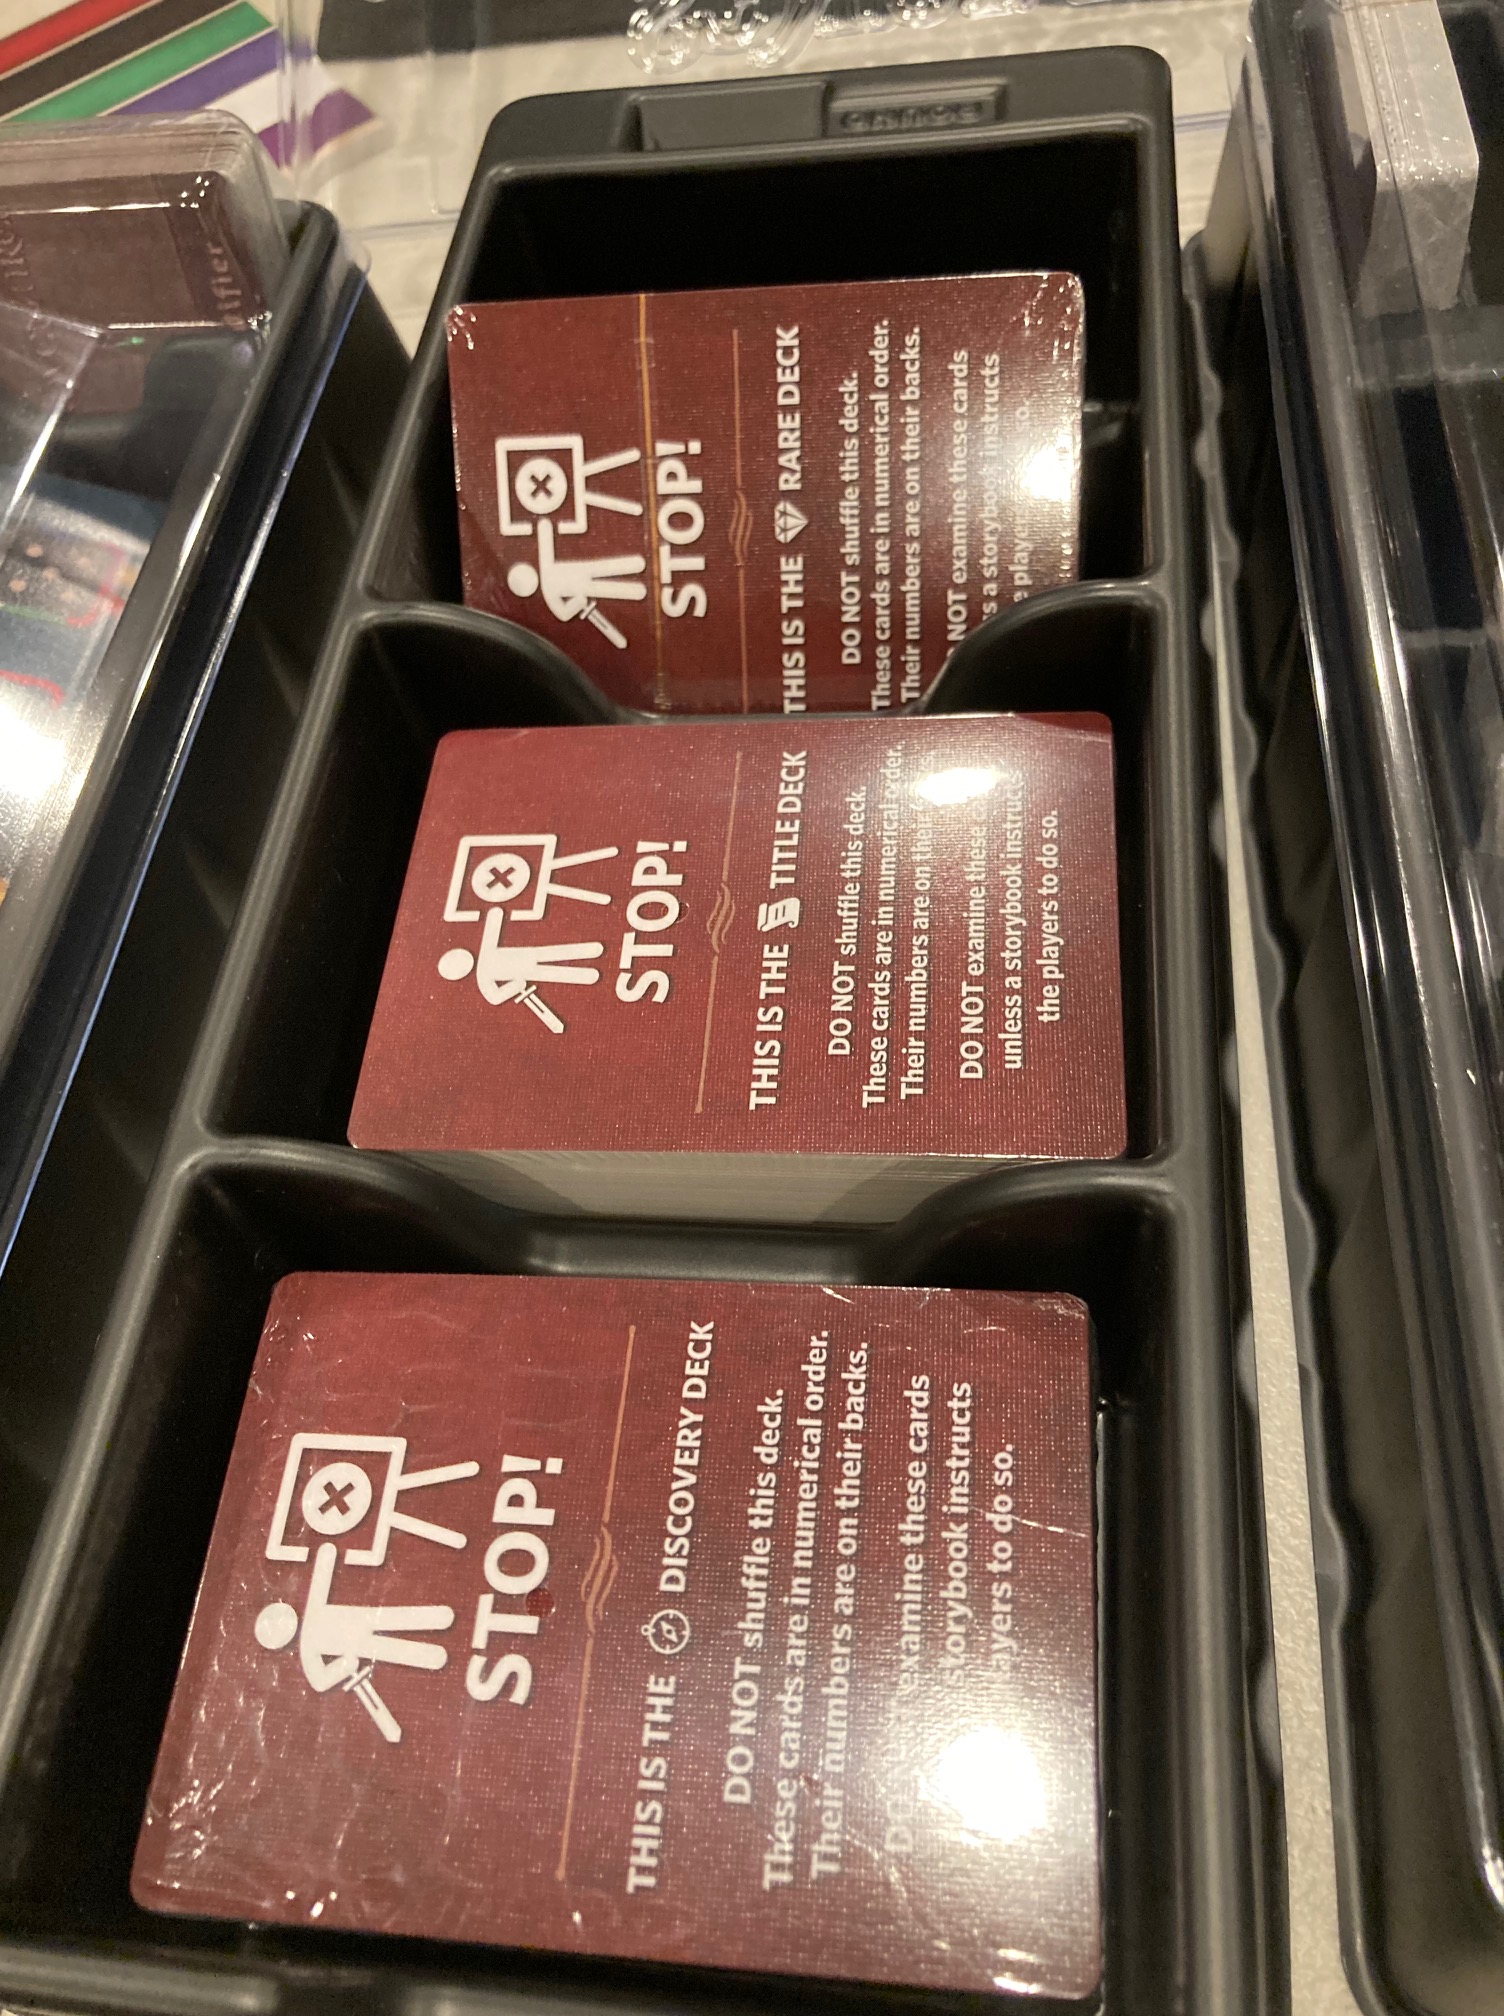 STOP!
THIS IS THE RARE DECK
DO NOT shuffle this deck.
These cards are in numerical order.
Their numbers are on their backs.
NOT examine these cards
a storybook instructs
STOP!
THIS IS THE TITLE DECK
DO NOT shuffle this deck.
These cards are in numerical order.
Their numbers are on their
DO NOT examine these
unless a storybook instructs
the players to do so.
STOP!
THIS IS THE DISCOVERY DECK
DO NOT shuffle this deck.
These cards are in numerical order.
Their numbers are on their backs.
examine these cards
storybook instructs
players to do so.